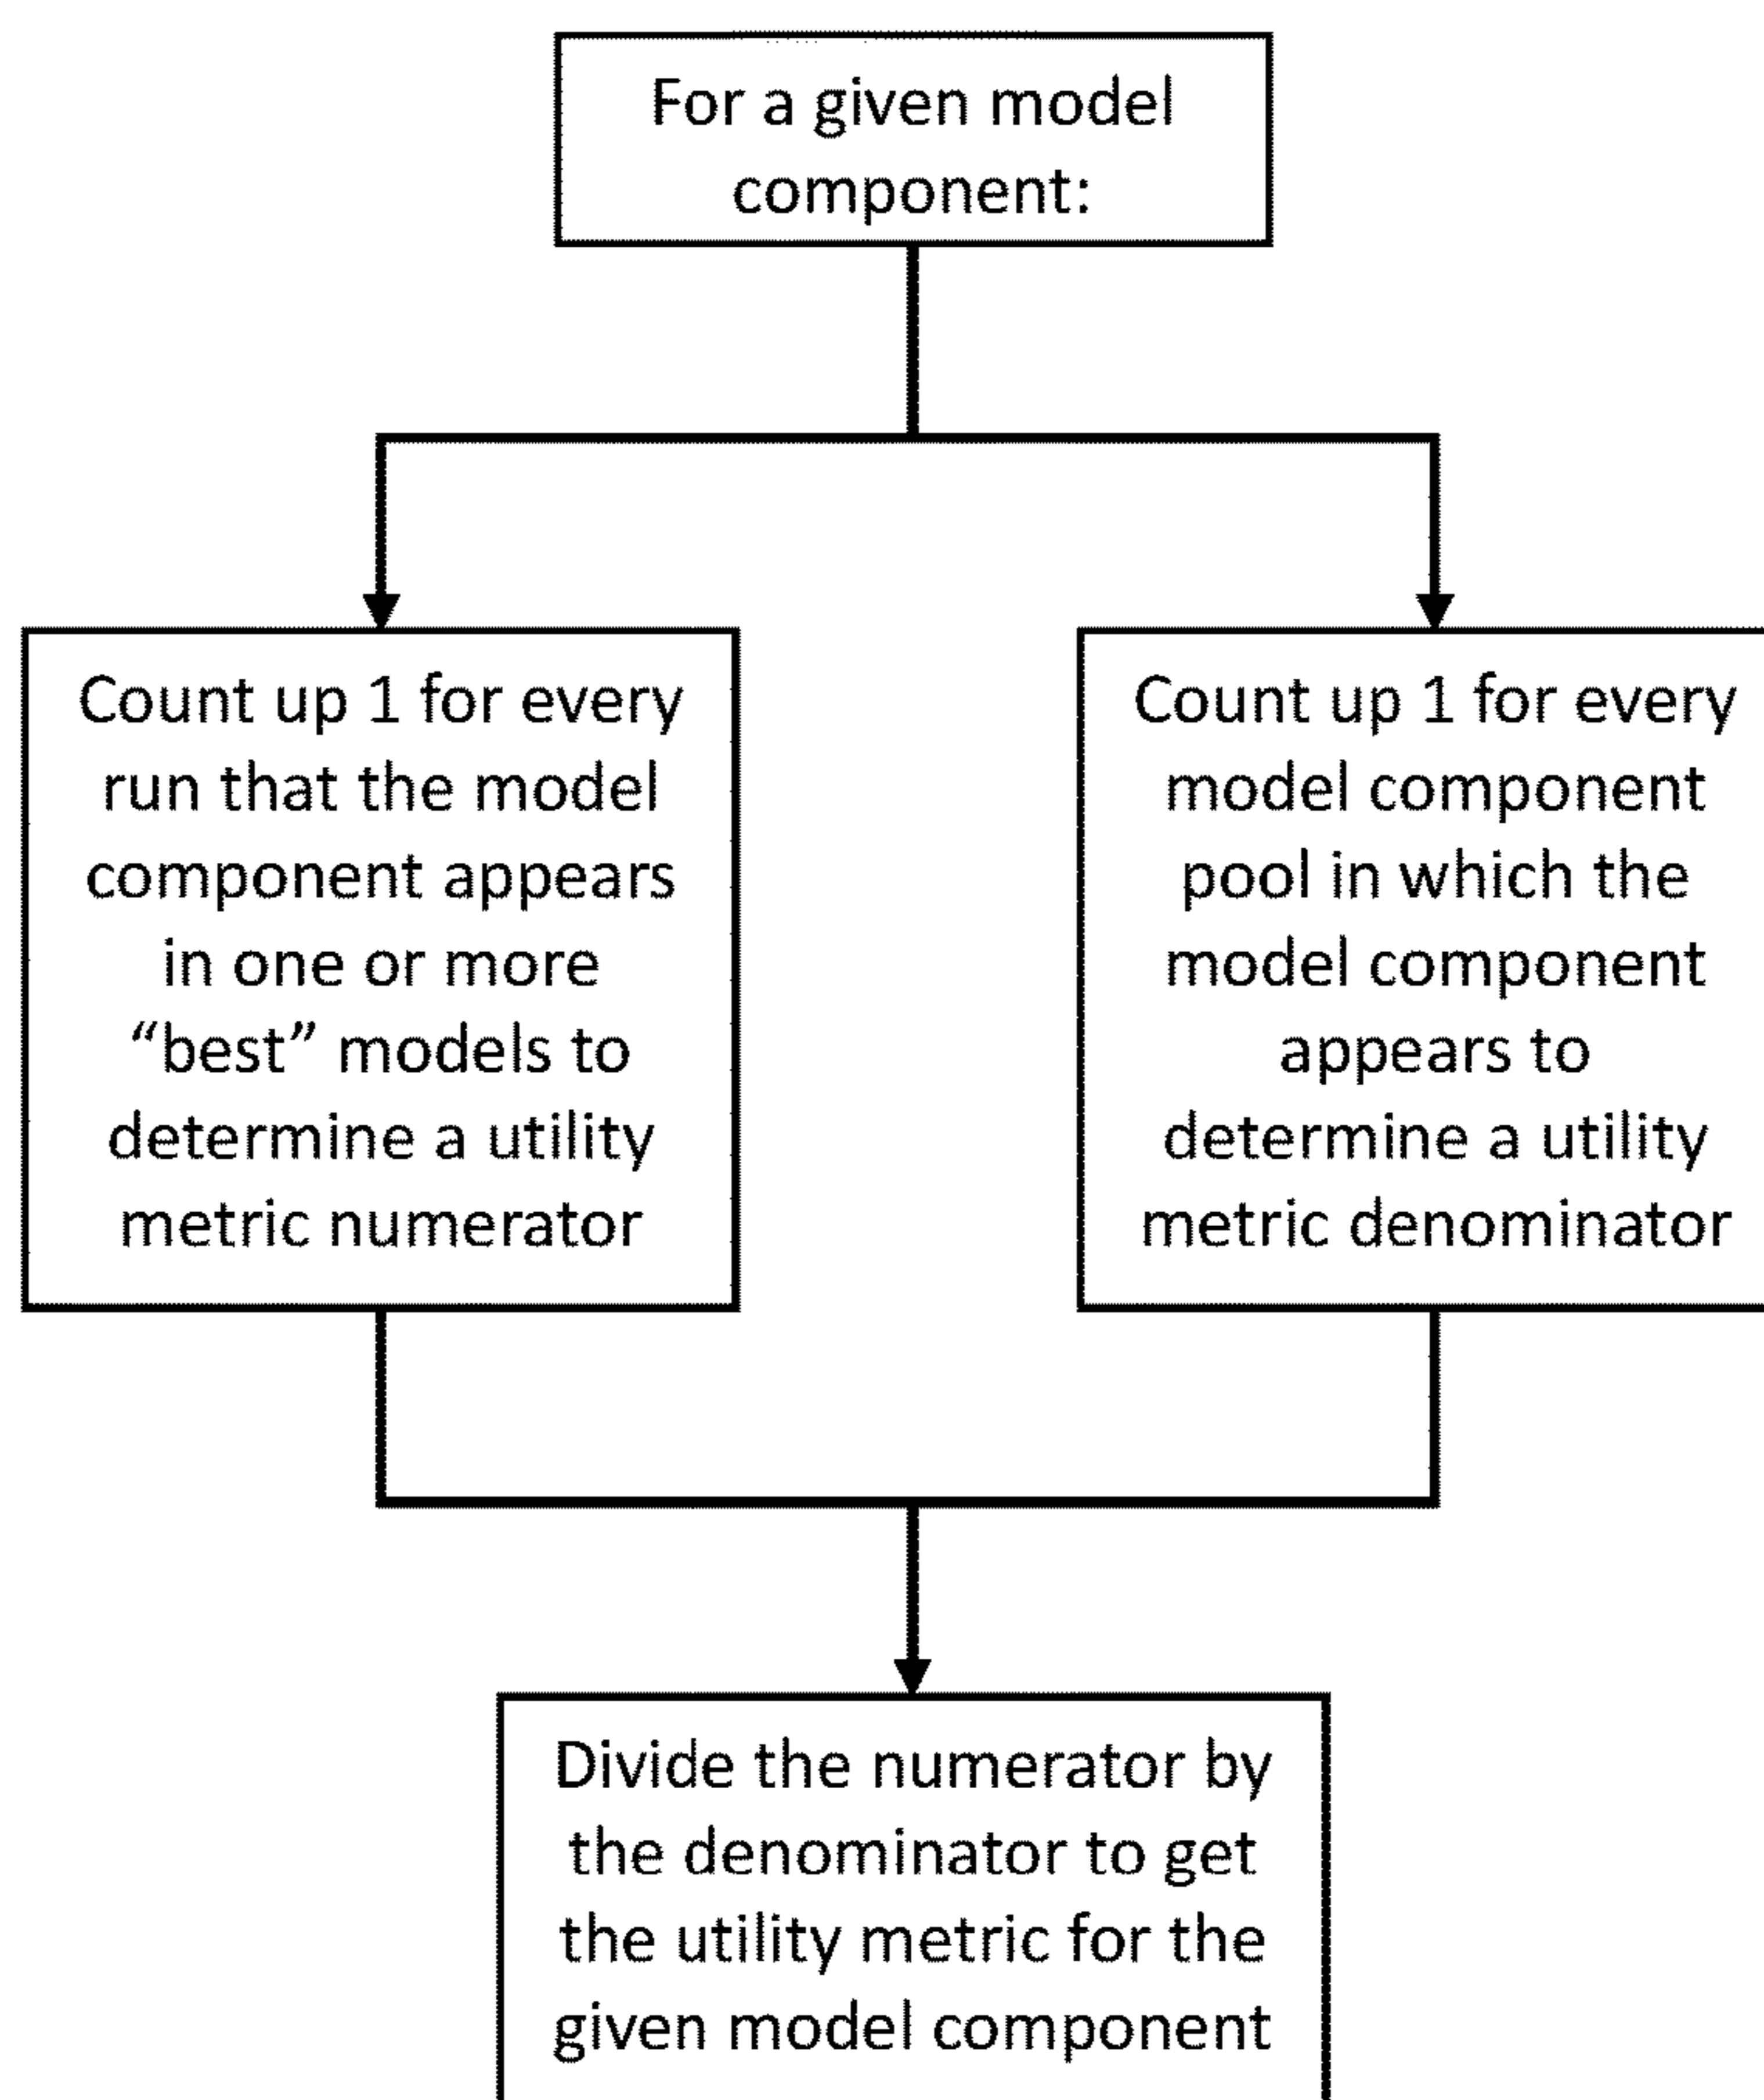 For a given model
component:
Count up 1 for every
run that the model
component appears
in one or more
“best” models to
determine a utility
metric numerator
Count up 1 for every
model component
pool in which the
model component
appears to
determine a utility
metric denominator
Divide the numerator by
the denominator to get
the utility metric for the
given model component